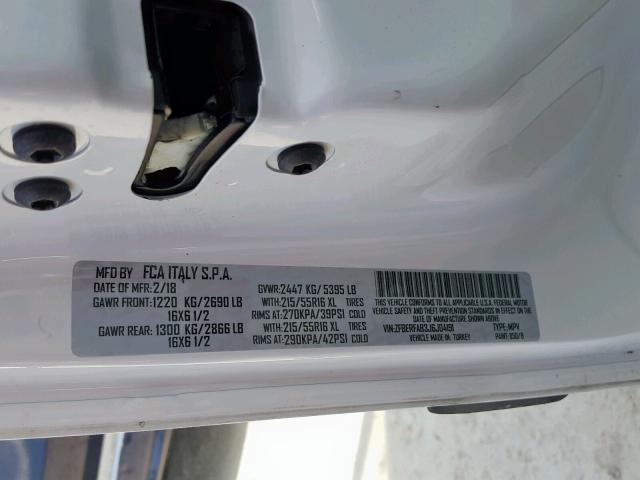 MFD BY FCA ITALY S.P.A.
DATE OF MFR:2/18 GVWR:2447 KG/ 5395 LB
GAWR FRONT:1220 KG/2690 LB WITH:215/55R16 XL TIRES
16X6 1/2 RIMS AT:270KPA/39PSI COLD
GAWR REAR: 1300 KG/2866 LB WITH:215/55R16 XL TIRES
16X6 1/2 RIMS AT:290KPA/42PSI COLD
THIS VEHICLE CONFORMS TO ALL APPLICABLE U.S.A. FEDERAL MOTOR
VEHICLE SAFETY STANDARDS IN EFFECT ON THE DATE OF
MANUFACTURE SHOWN ABOVE
TYPE: MPV
VEHICLE MADE IN: TURKEY